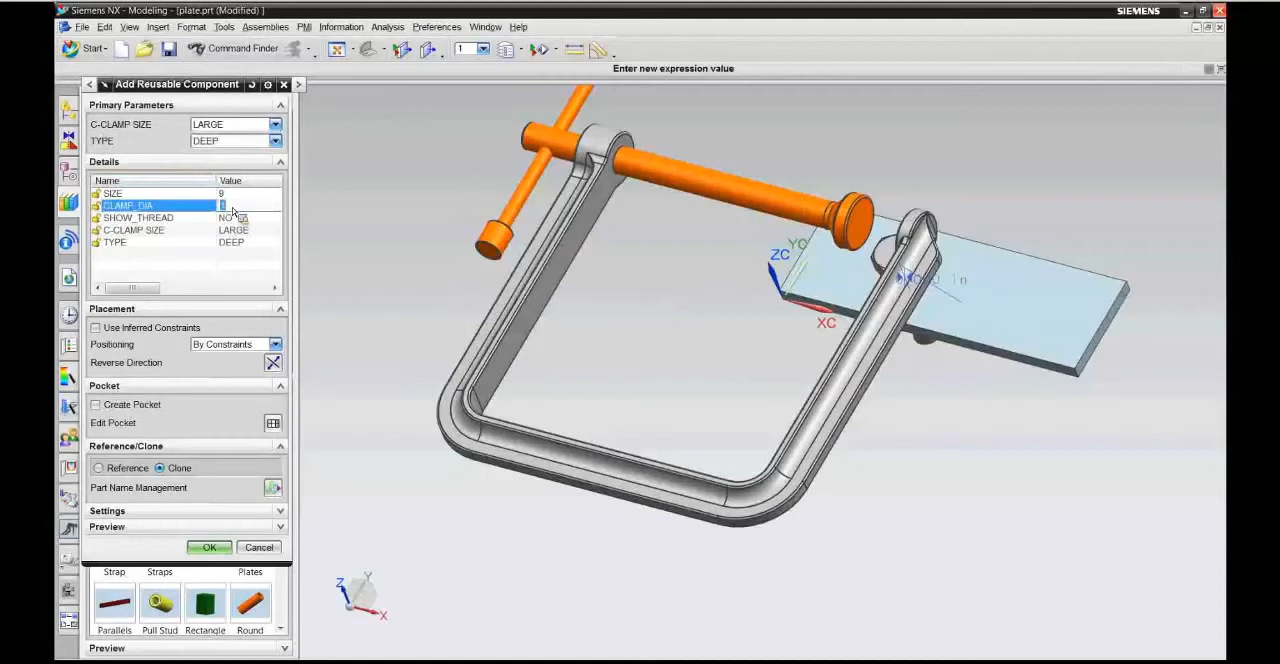 Siemens NX - Modeling - [plate.prt (Modified) ]
SIEMENS
File Edit View Insert Format Tools Assemblies PMI Information Analysis Preferences Window Help
Start Command Finder 1
Enter new expression value
Add Reusable Component
Primary Parameters
C-CLAMP SIZE LARGE
TYPE DEEP
Details
Name Value
SIZE 9
CLAMP_DIA
SHOW_THREAD NO
C-CLAMP SIZE LARGE
TYPE DEEP
Placement
Use Inferred Constraints
Positioning By Constraints
Reverse Direction
Pocket
Create Pocket
Edit Pocket
Reference/Clone
Reference Clone
Part Name Management
Settings
Preview
OK Cancel
Strap Straps Plates
Parallels Pull Stud Rectangle Round
Preview
ZC
YC
XC
in
Z
Y
X